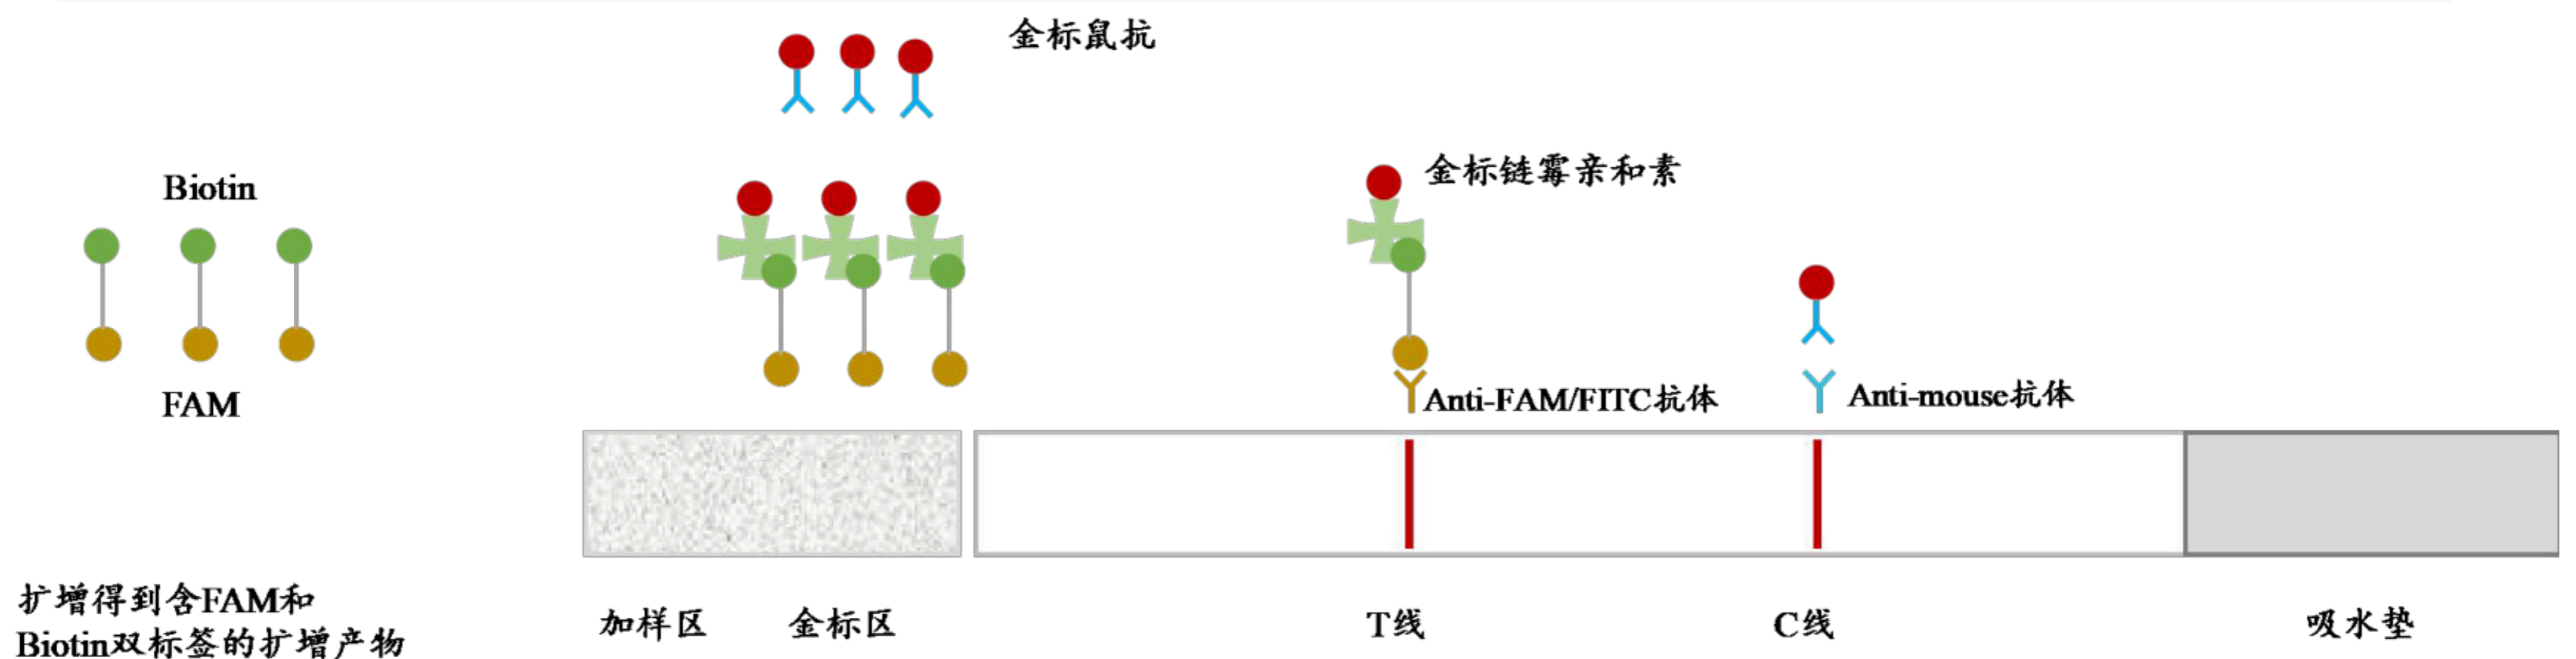 金标鼠抗
金标链霉亲和素
Biotin
FAM
Anti-FAM/FITC抗体
Anti-mouse抗体
扩增得到含FAM和
Biotin双标签的扩增产物
加样区
金标区
T线
C线
吸水垫